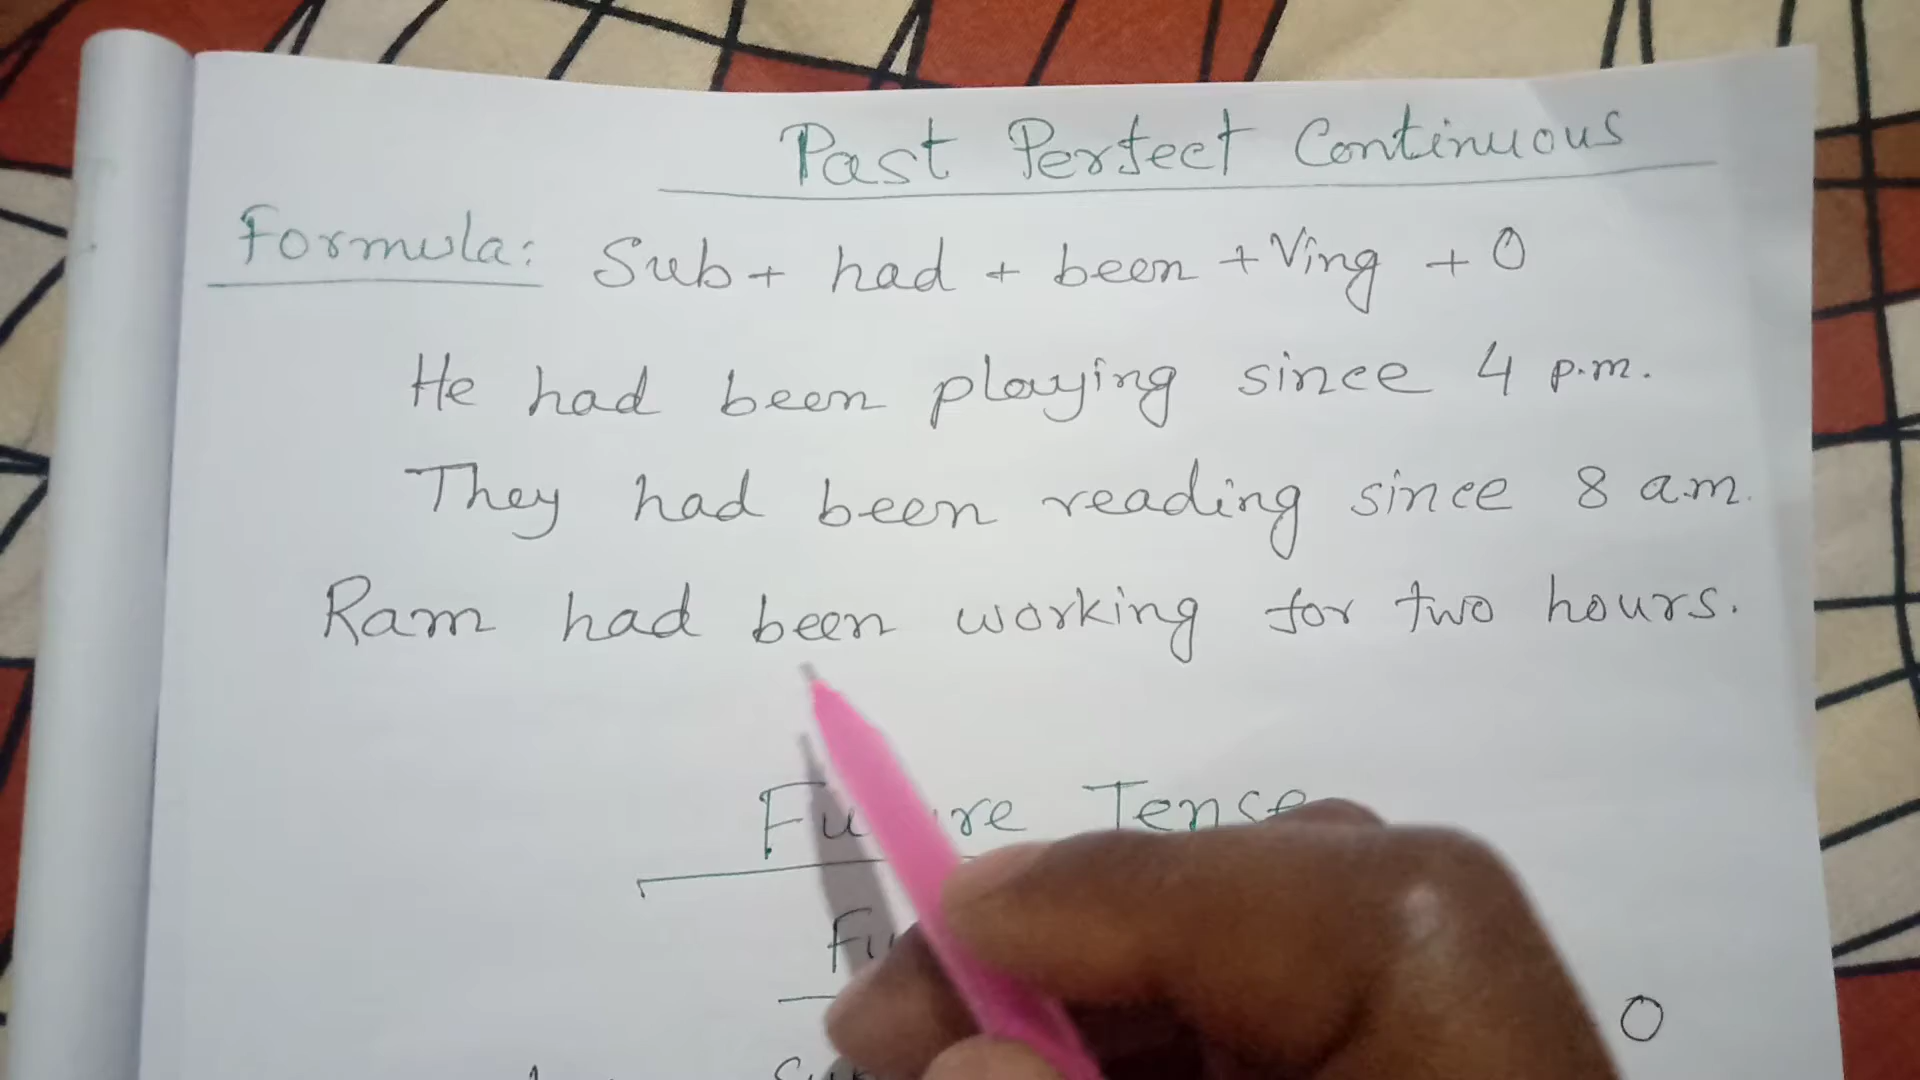 Past Perfect Continuous
Formula: Sub + had + been + Ving + O
He had been playing since 4 p.m.
They had been reading since 8 a.m.
Ram had been working for two hours.
Tense
O